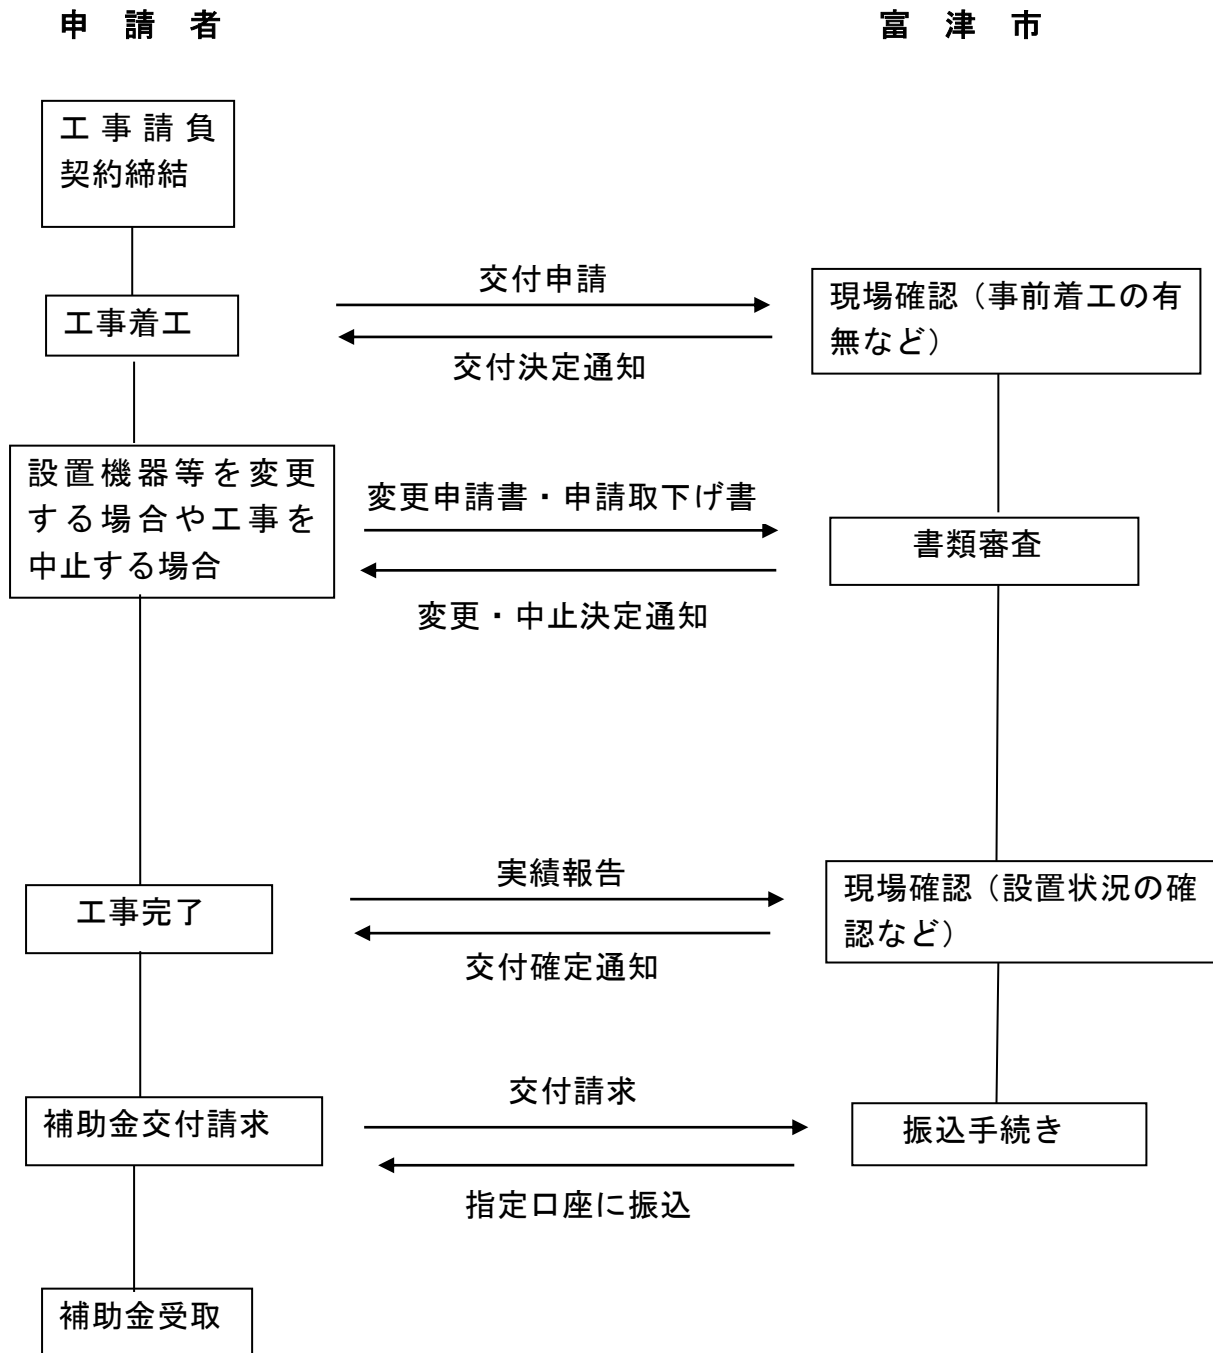 申 請 者
富 津 市
工事請負
契約締結
交付申請
現場確認（事前着工の有
無など）
工事着工
交付決定通知
設置機器等を変更
する場合や工事を
中止する場合
変更申請書・申請取下げ書
書類審査
変更・中止決定通知
実績報告
現場確認（設置状況の確
認など）
工事完了
交付確定通知
交付請求
補助金交付請求
振込手続き
指定口座に振込
補助金受取